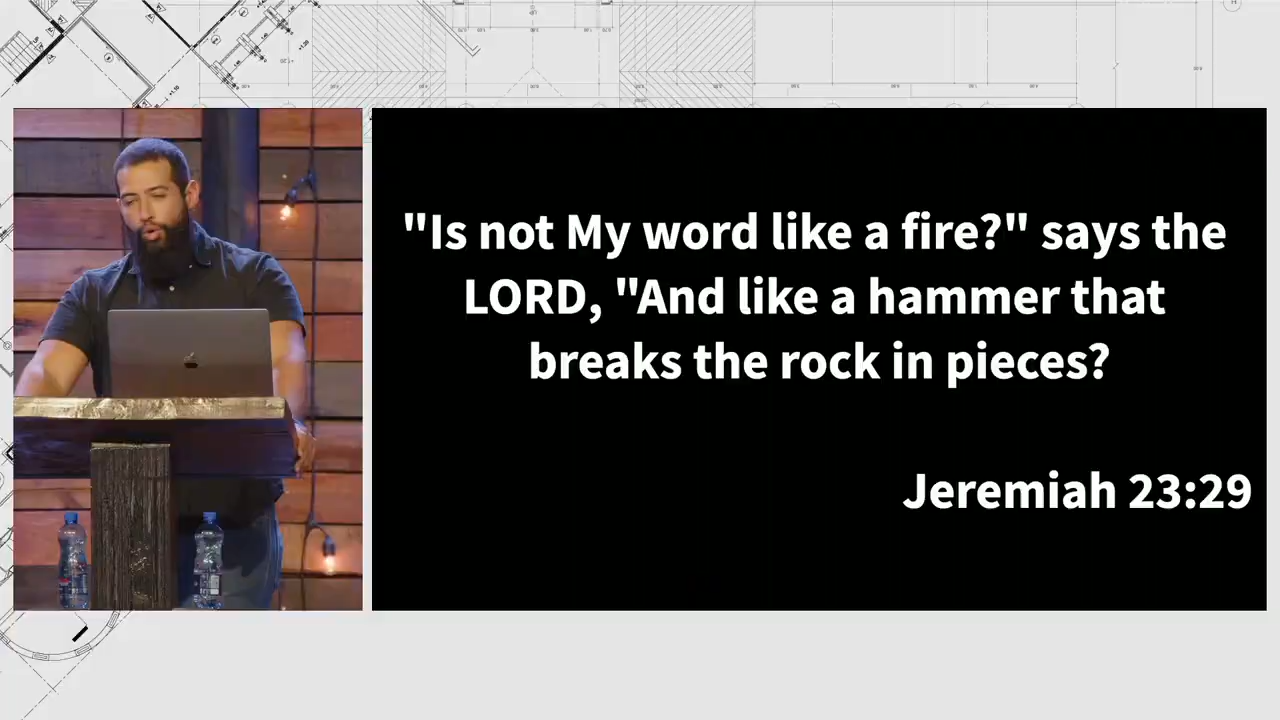 "Is not My word like a fire?" says the
LORD, "And like a hammer that
breaks the rock in pieces?
Jeremiah 23:29